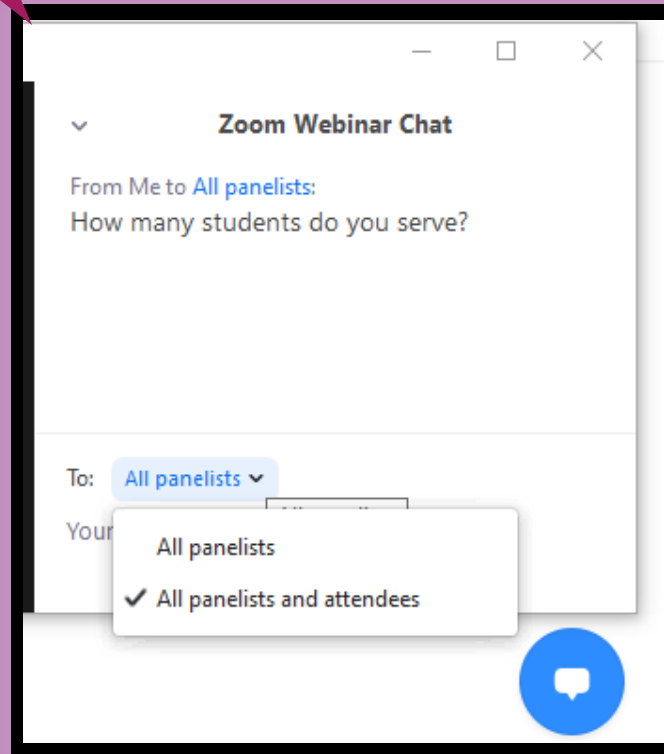 Zoom Webinar Chat
From Me to All panelists:
How many students do you serve?
To: All panelists
Your
All panelists
All panelists and attendees